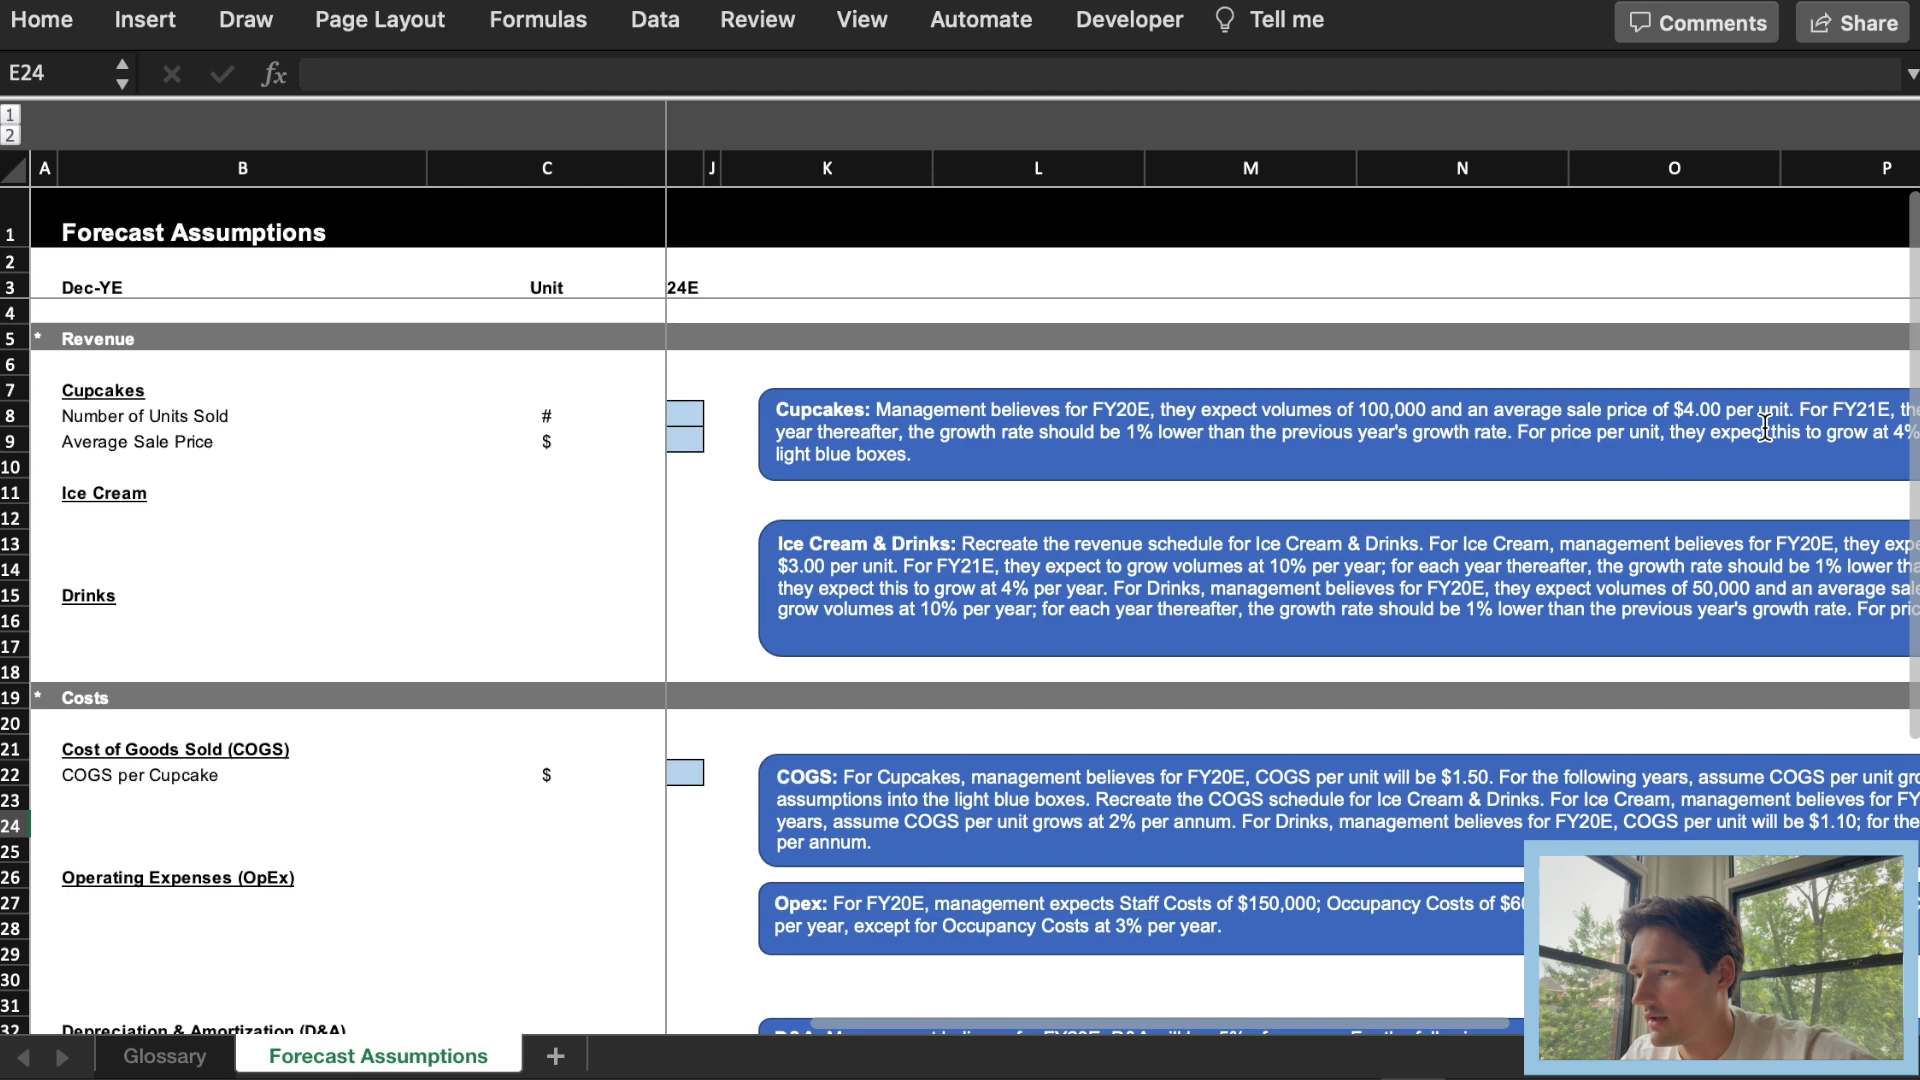 Home Insert Draw Page Layout Formulas Data Review View Automate Developer Tell me Comments Share
E24 fx
1
2
A B C J K L M N O P
1 Forecast Assumptions
2
3 Dec-YE Unit 24E
4
5 * Revenue
6
7 Cupcakes
8 Number of Units Sold #
9 Average Sale Price $
10
11 Ice Cream
12
13
14
15 Drinks
16
17
18
19 * Costs
20
21 Cost of Goods Sold (COGS)
22 COGS per Cupcake $
23
24
25
26 Operating Expenses (OpEx)
27
28
29
30
31
32 Depreciation & Amortization (D&A)
Cupcakes: Management believes for FY20E, they expect volumes of 100,000 and an average sale price of $4.00 per unit. For FY21E,
year thereafter, the growth rate should be 1% lower than the previous year's growth rate. For price per unit, they expect this to grow at 4%
light blue boxes.
Ice Cream & Drinks: Recreate the revenue schedule for Ice Cream & Drinks. For Ice Cream, management believes for FY20E, they
$3.00 per unit. For FY21E, they expect to grow volumes at 10% per year; for each year thereafter, the growth rate should be 1% lower
they expect this to grow at 4% per year. For Drinks, management believes for FY20E, they expect volumes of 50,000 and an average
grow volumes at 10% per year; for each year thereafter, the growth rate should be 1% lower than the previous year's growth rate. For
COGS: For Cupcakes, management believes for FY20E, COGS per unit will be $1.50. For the following years, assume COGS per unit
assumptions into the light blue boxes. Recreate the COGS schedule for Ice Cream & Drinks. For Ice Cream, management believes for
years, assume COGS per unit grows at 2% per annum. For Drinks, management believes for FY20E, COGS per unit will be $1.10; for the
per annum.
Opex: For FY20E, management expects Staff Costs of $150,000; Occupancy Costs of
per year, except for Occupancy Costs at 3% per year.
Glossary Forecast Assumptions +